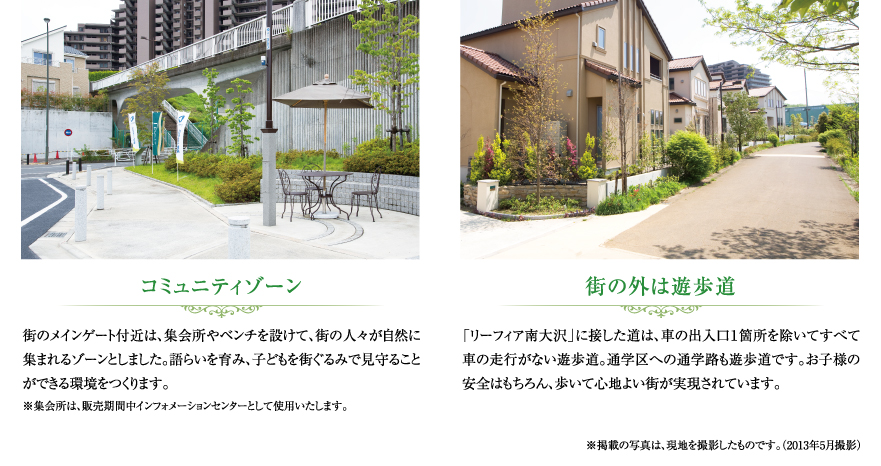 コミュニティゾーン
街のメインゲート付近は、集会所やベンチを設けて、街の人々が自然に
集まれるゾーンとしました。語らいを育み、子どもを街ぐるみで見守ること
ができる環境をつくります。
※集会所は、販売期間中インフォメーションセンターとして使用いたします。
街の外は遊歩道
「リーフィア南大沢」に接した道は、車の出入口1箇所を除いてすべて
車の走行がない遊歩道。通学区への通学路も遊歩道です。お子様の
安全はもちろん、歩いて心地よい街が実現されています。
※掲載の写真は、現地を撮影したものです。（2013年5月撮影）